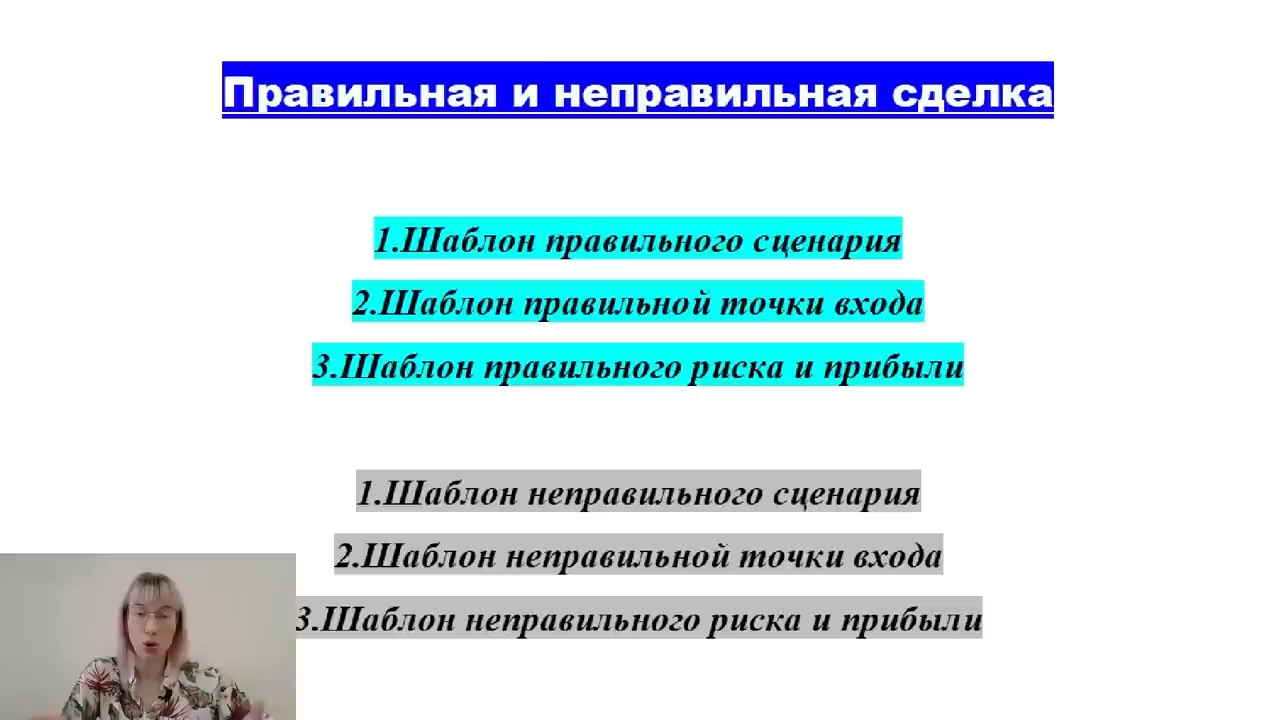 Правильная и неправильная сделка
1.Шаблон правильного сценария
2.Шаблон правильной точки входа
3.Шаблон правильного риска и прибыли
1.Шаблон неправильного сценария
2.Шаблон неправильной точки входа
3.Шаблон неправильного риска и прибыли